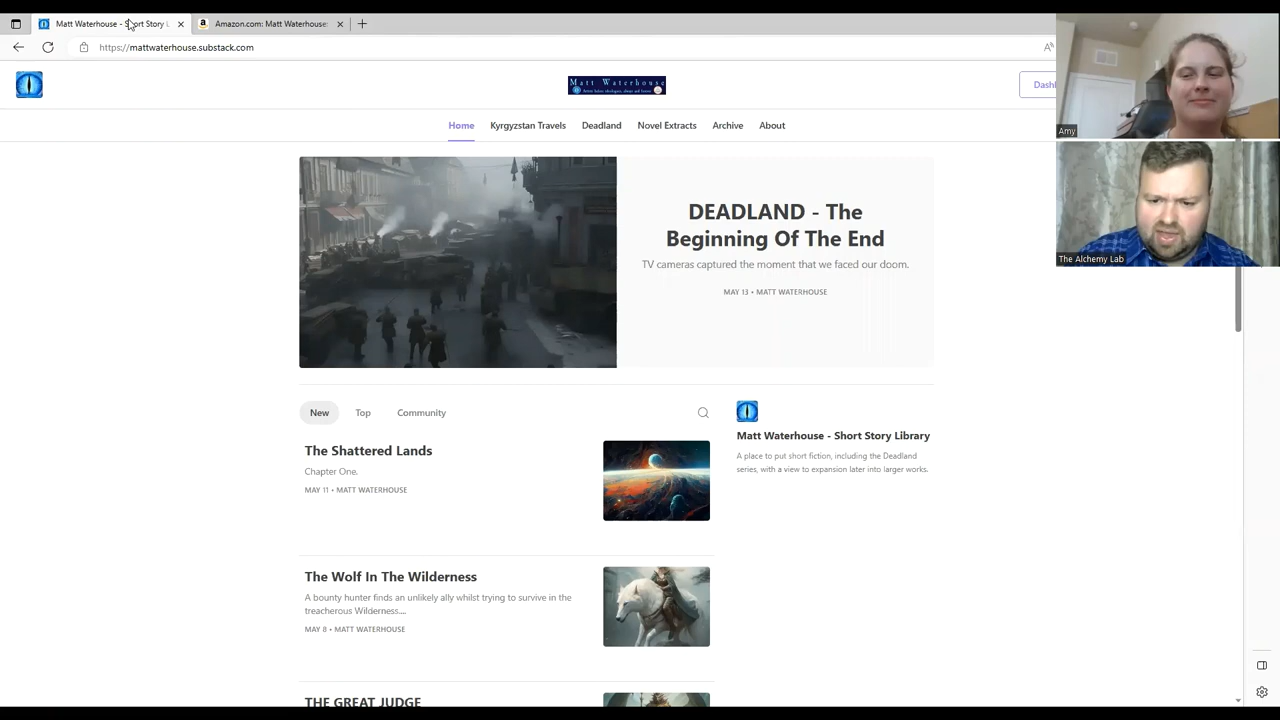 Matt Waterhouse - Short Story L
Amazon.com: Matt Waterhouse:
https://mattwaterhouse.substack.com
Matt Waterhouse
Dashb
Home Kyrgyzstan Travels Deadland Novel Extracts Archive About
DEADLAND - The
Beginning Of The End
TV cameras captured the moment that we faced our doom.
MAY 13 • MATT WATERHOUSE
New Top Community
The Shattered Lands
Chapter One.
MAY 11 • MATT WATERHOUSE
Matt Waterhouse - Short Story Library
A place to put short fiction, including the Deadland
series, with a view to expansion later into larger works.
The Wolf In The Wilderness
A bounty hunter finds an unlikely ally whilst trying to survive in the
treacherous Wilderness....
MAY 8 • MATT WATERHOUSE
THE GREAT JUDGE
Amy
The Alchemy Lab